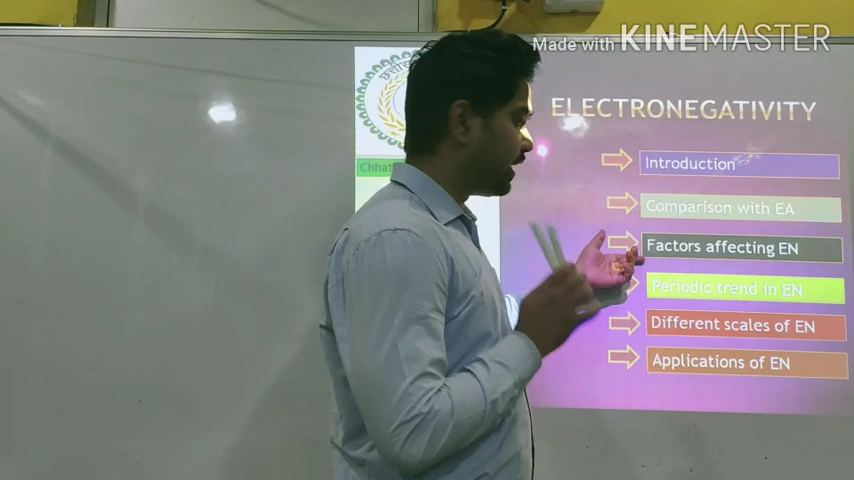 Made with KINEMASTER
ELECTRONEGATIVITY
Chhat
Introduction
Comparison with EA
Factors affecting EN
Periodic trend in EN
Different scales of EN
Applications of EN